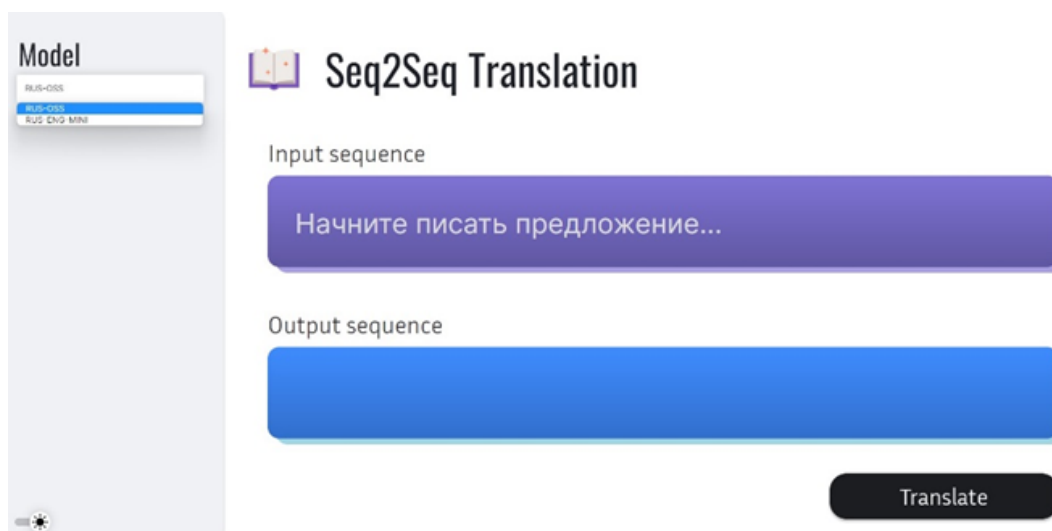 Model
RUS-OSS
RUS-OSS
RUS-ENG-MINI
Seq2Seq Translation
Input sequence
Начните писать предложение...
Output sequence
Translate